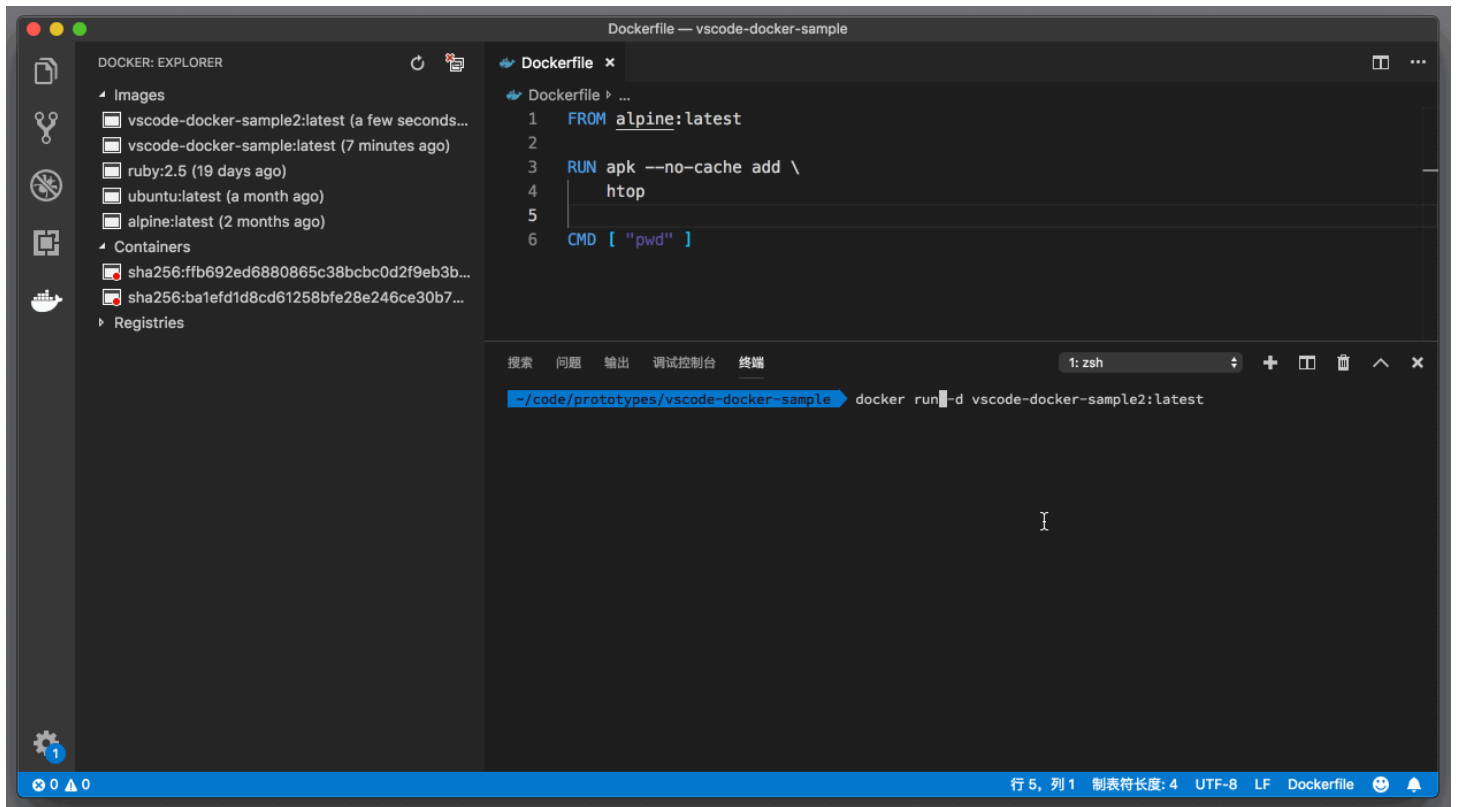 Dockerfile — vscode-docker-sample
DOCKER: EXPLORER
Images
vscode-docker-sample2:latest (a few seconds...
vscode-docker-sample:latest (7 minutes ago)
ruby:2.5 (19 days ago)
ubuntu:latest (a month ago)
alpine:latest (2 months ago)
Containers
sha256:ffb692ed6880865c38bcbc0d2f9eb3b...
sha256:ba1efd1d8cd61258bfe28e246ce30b7...
Registries
Dockerfile ×
Dockerfile ▷ ...
1 FROM alpine:latest
2
3 RUN apk --no-cache add \
4 htop
5
6 CMD [ "pwd" ]
搜索 问题 输出 调试控制台 终端 1: zsh
~/code/prototypes/vscode-docker-sample docker run -d vscode-docker-sample2:latest
1
0 0 行 5，列 1 制表符长度: 4 UTF-8 LF Dockerfile